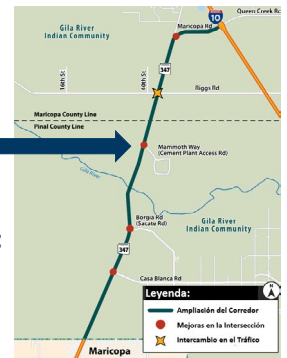 Queen Creek Rd
Gila River
Indian Community
Maricopa Rd
10
347
16th St
40th St
Riggs Rd
Maricopa County Line
Pinal County Line
Mammoth Way
(Cement Plant Access Rd)
Gila River
Borgia Rd
(Sacate Rd)
Gila River
Indian Community
347
Casa Blanca Rd
Leyenda:
N
Ampliación del Corredor
Mejoras en la Intersección
Intercambio en el Tráfico
Maricopa